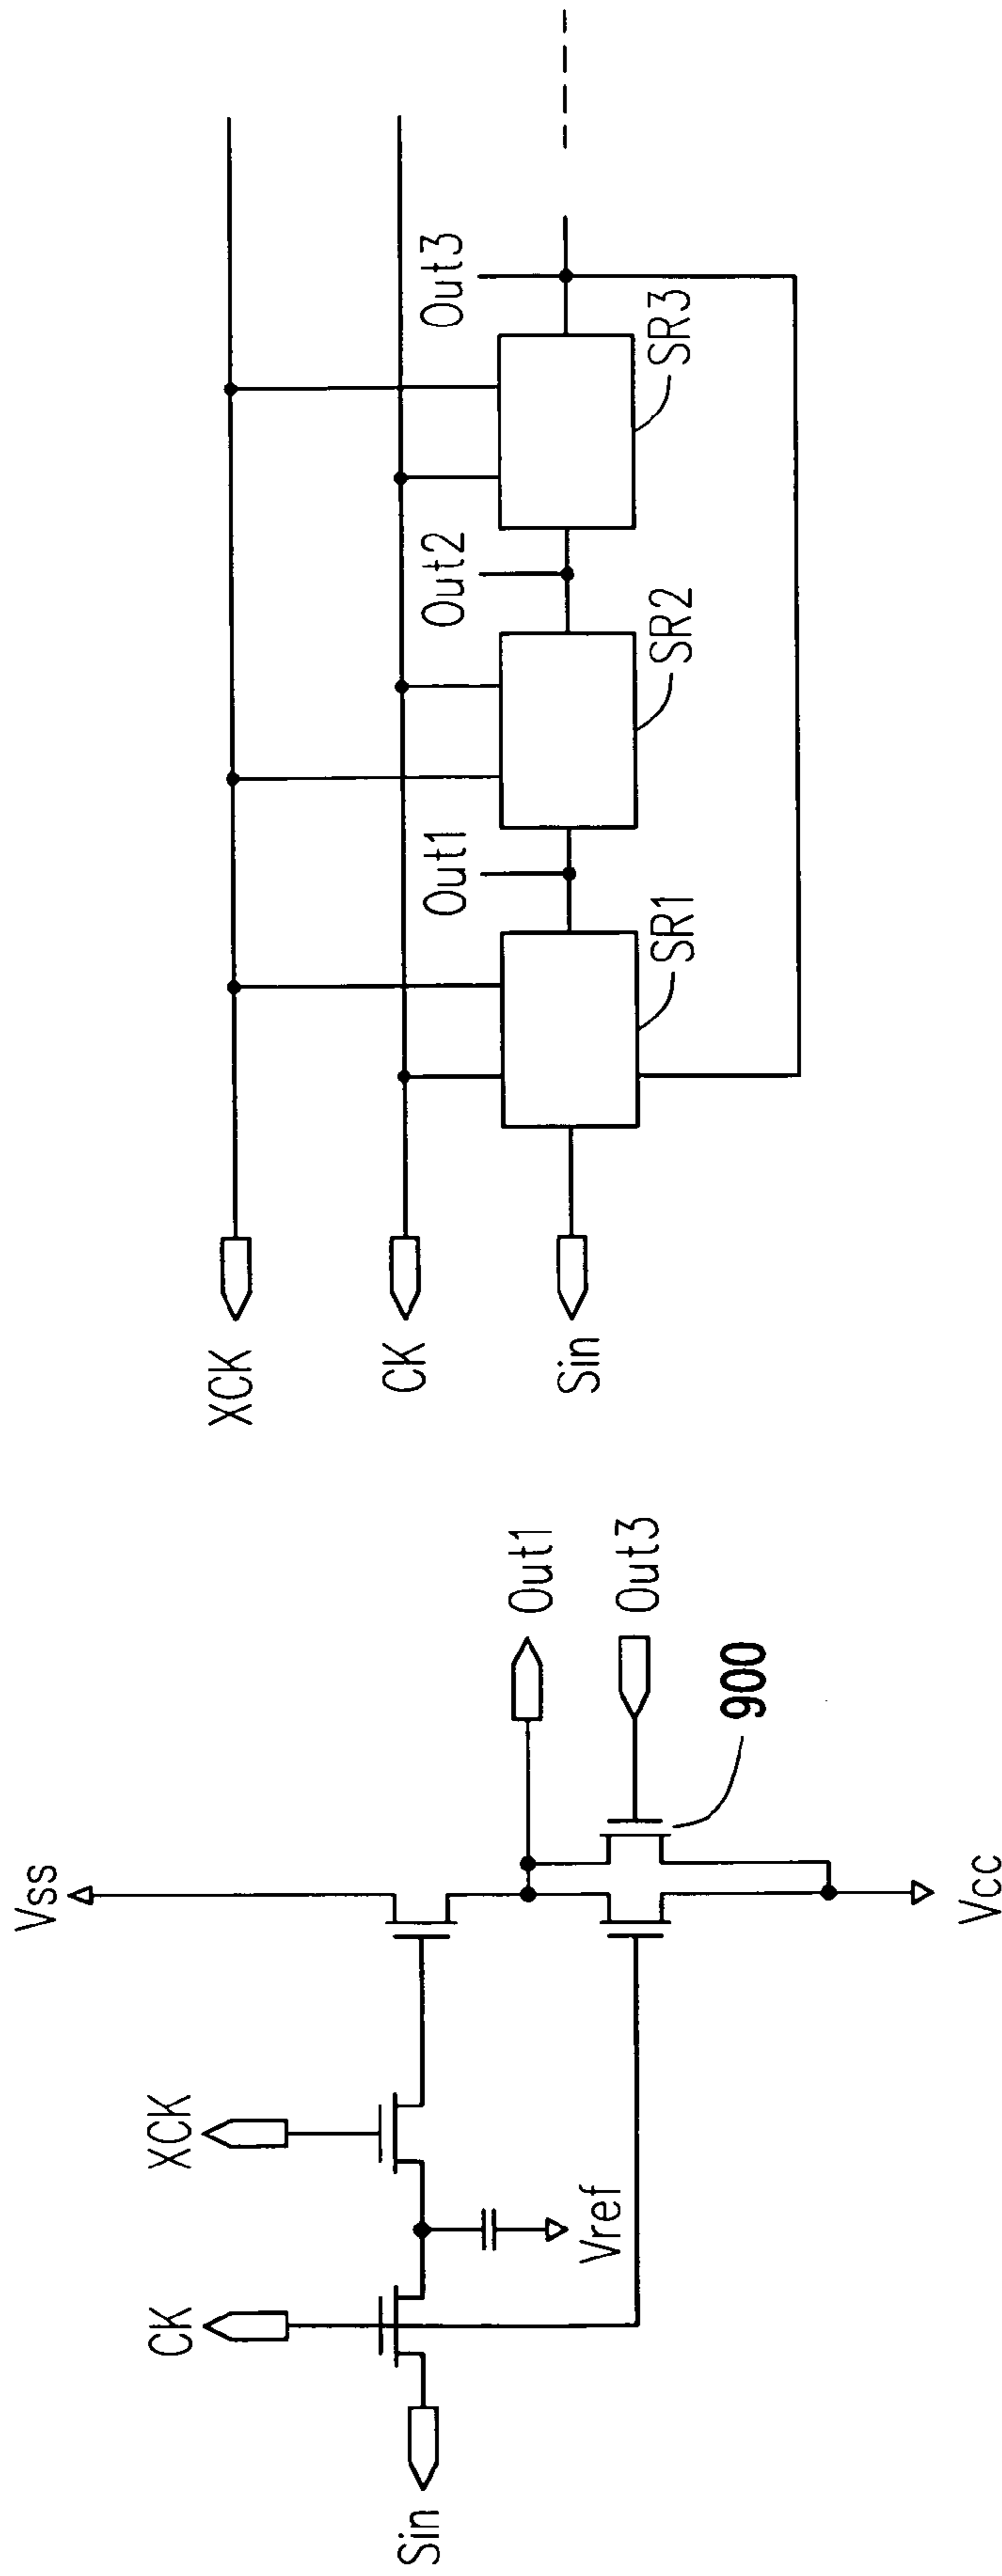 Vss
XCK
CK
Sin
Vref
Out1
Out3
900
Vcc
XCK
CK
Sin
Out1
Out2
Out3
SR1
SR2
SR3